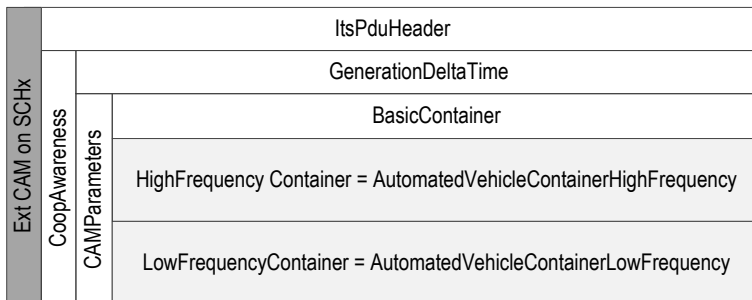 Ext CAM on SCHx
ItsPduHeader
CoopAwareness
GenerationDeltaTime
CAMParameters
BasicContainer
HighFrequency Container = AutomatedVehicleContainerHighFrequency
LowFrequencyContainer = AutomatedVehicleContainerLowFrequency